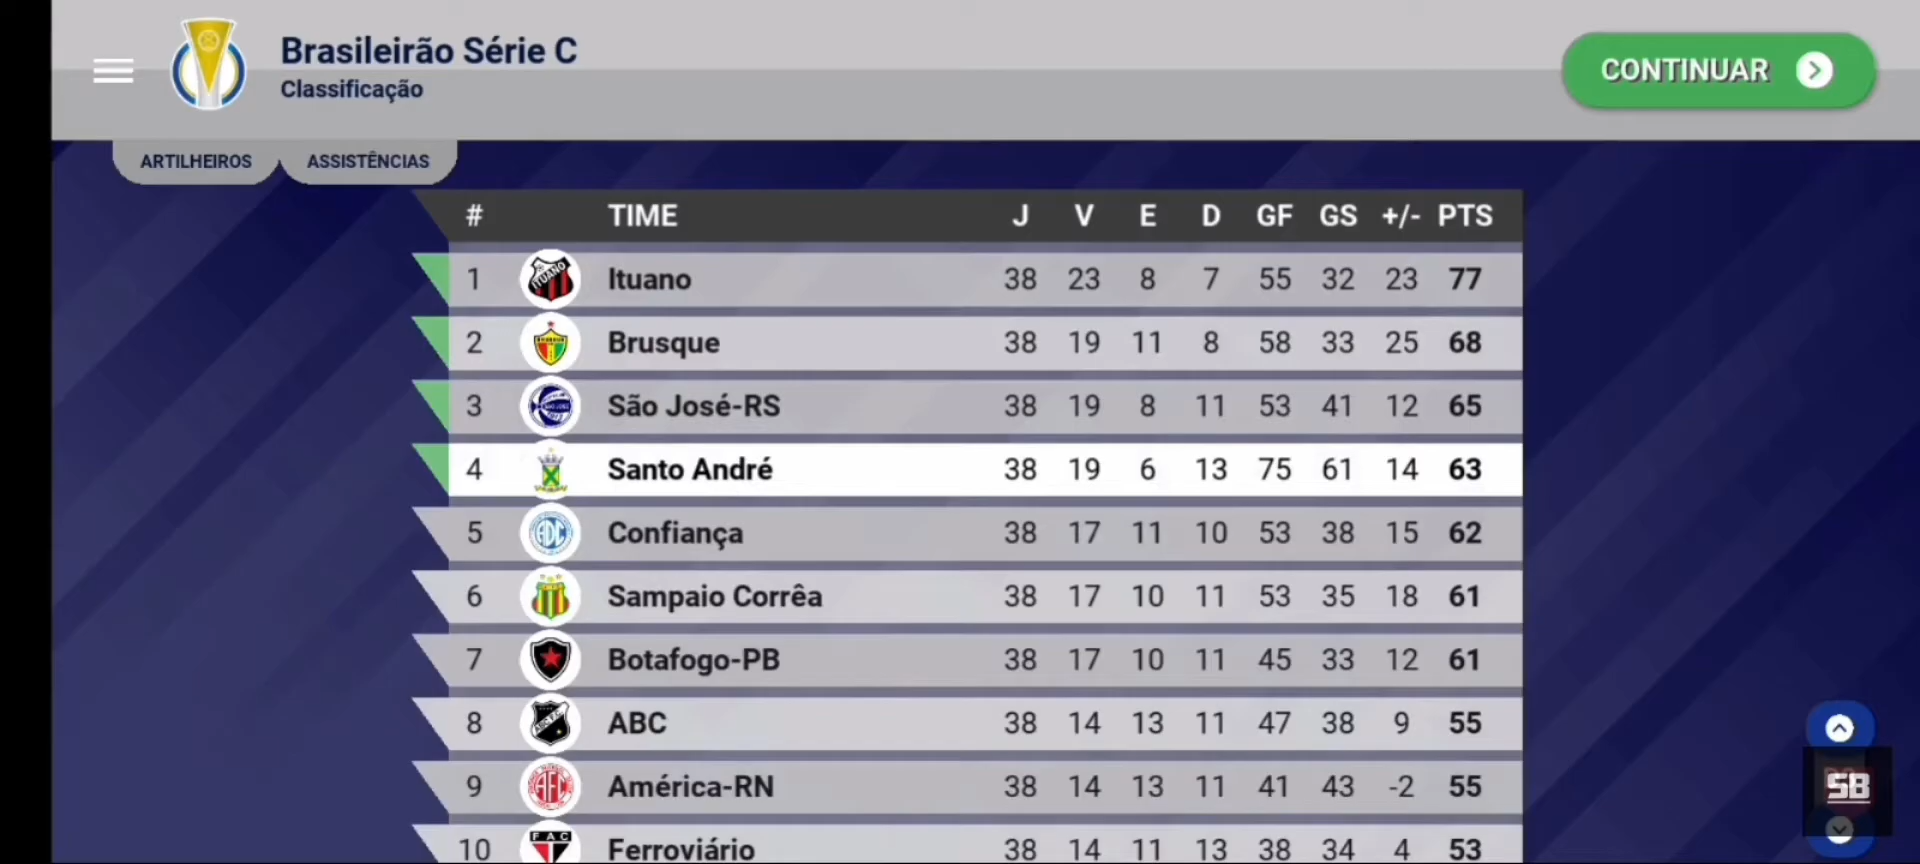 Brasileirão Série C
Classificação
CONTINUAR
ARTILHEIROS ASSISTÊNCIAS
# TIME J V E D GF GS +/- PTS
1 ITUANO Ituano 38 23 8 7 55 32 23 77
2 Brusque 38 19 11 8 58 33 25 68
3 São José-RS 38 19 8 11 53 41 12 65
4 Santo André 38 19 6 13 75 61 14 63
5 ADC Confiança 38 17 11 10 53 38 15 62
6 Sampaio Corrêa 38 17 10 11 53 35 18 61
7 Botafogo-PB 38 17 10 11 45 33 12 61
8 ABC F.C. ABC 38 14 13 11 47 38 9 55
9 AFC América-RN 38 14 13 11 41 43 -2 55
10 FAC Ferroviário 38 14 11 13 38 34 4 53
SB